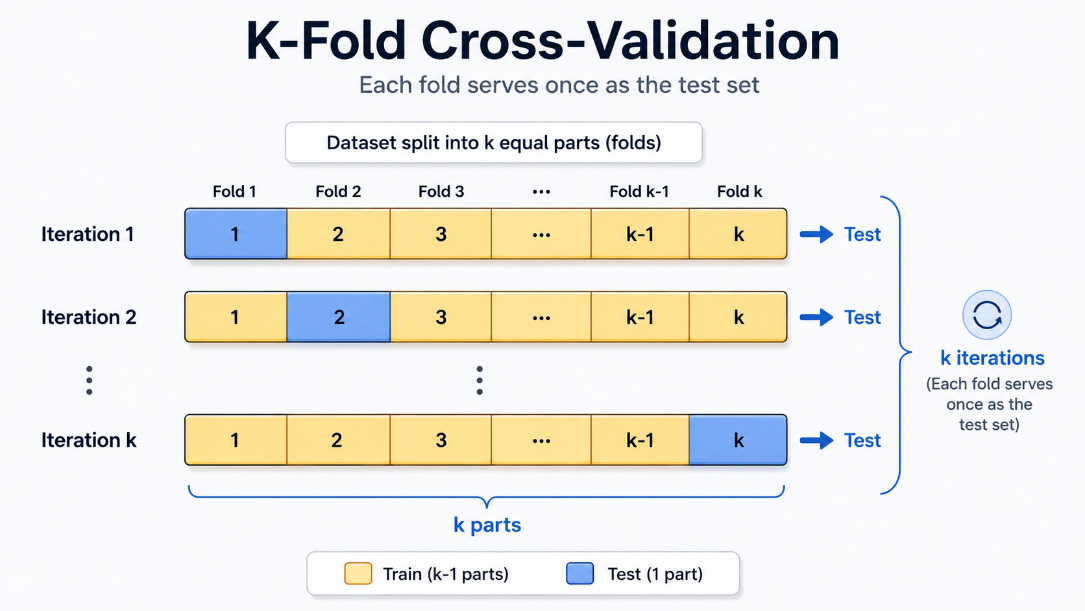 K-Fold Cross-Validation
Each fold serves once as the test set
Dataset split into k equal parts (folds)
Fold 1 Fold 2 Fold 3 ... Fold k-1 Fold k
Iteration 1 1 2 3 ... k-1 k Test
Iteration 2 1 2 3 ... k-1 k Test
Iteration k 1 2 3 ... k-1 k Test
k iterations
(Each fold serves
once as the
test set)
k parts
Train (k-1 parts) Test (1 part)